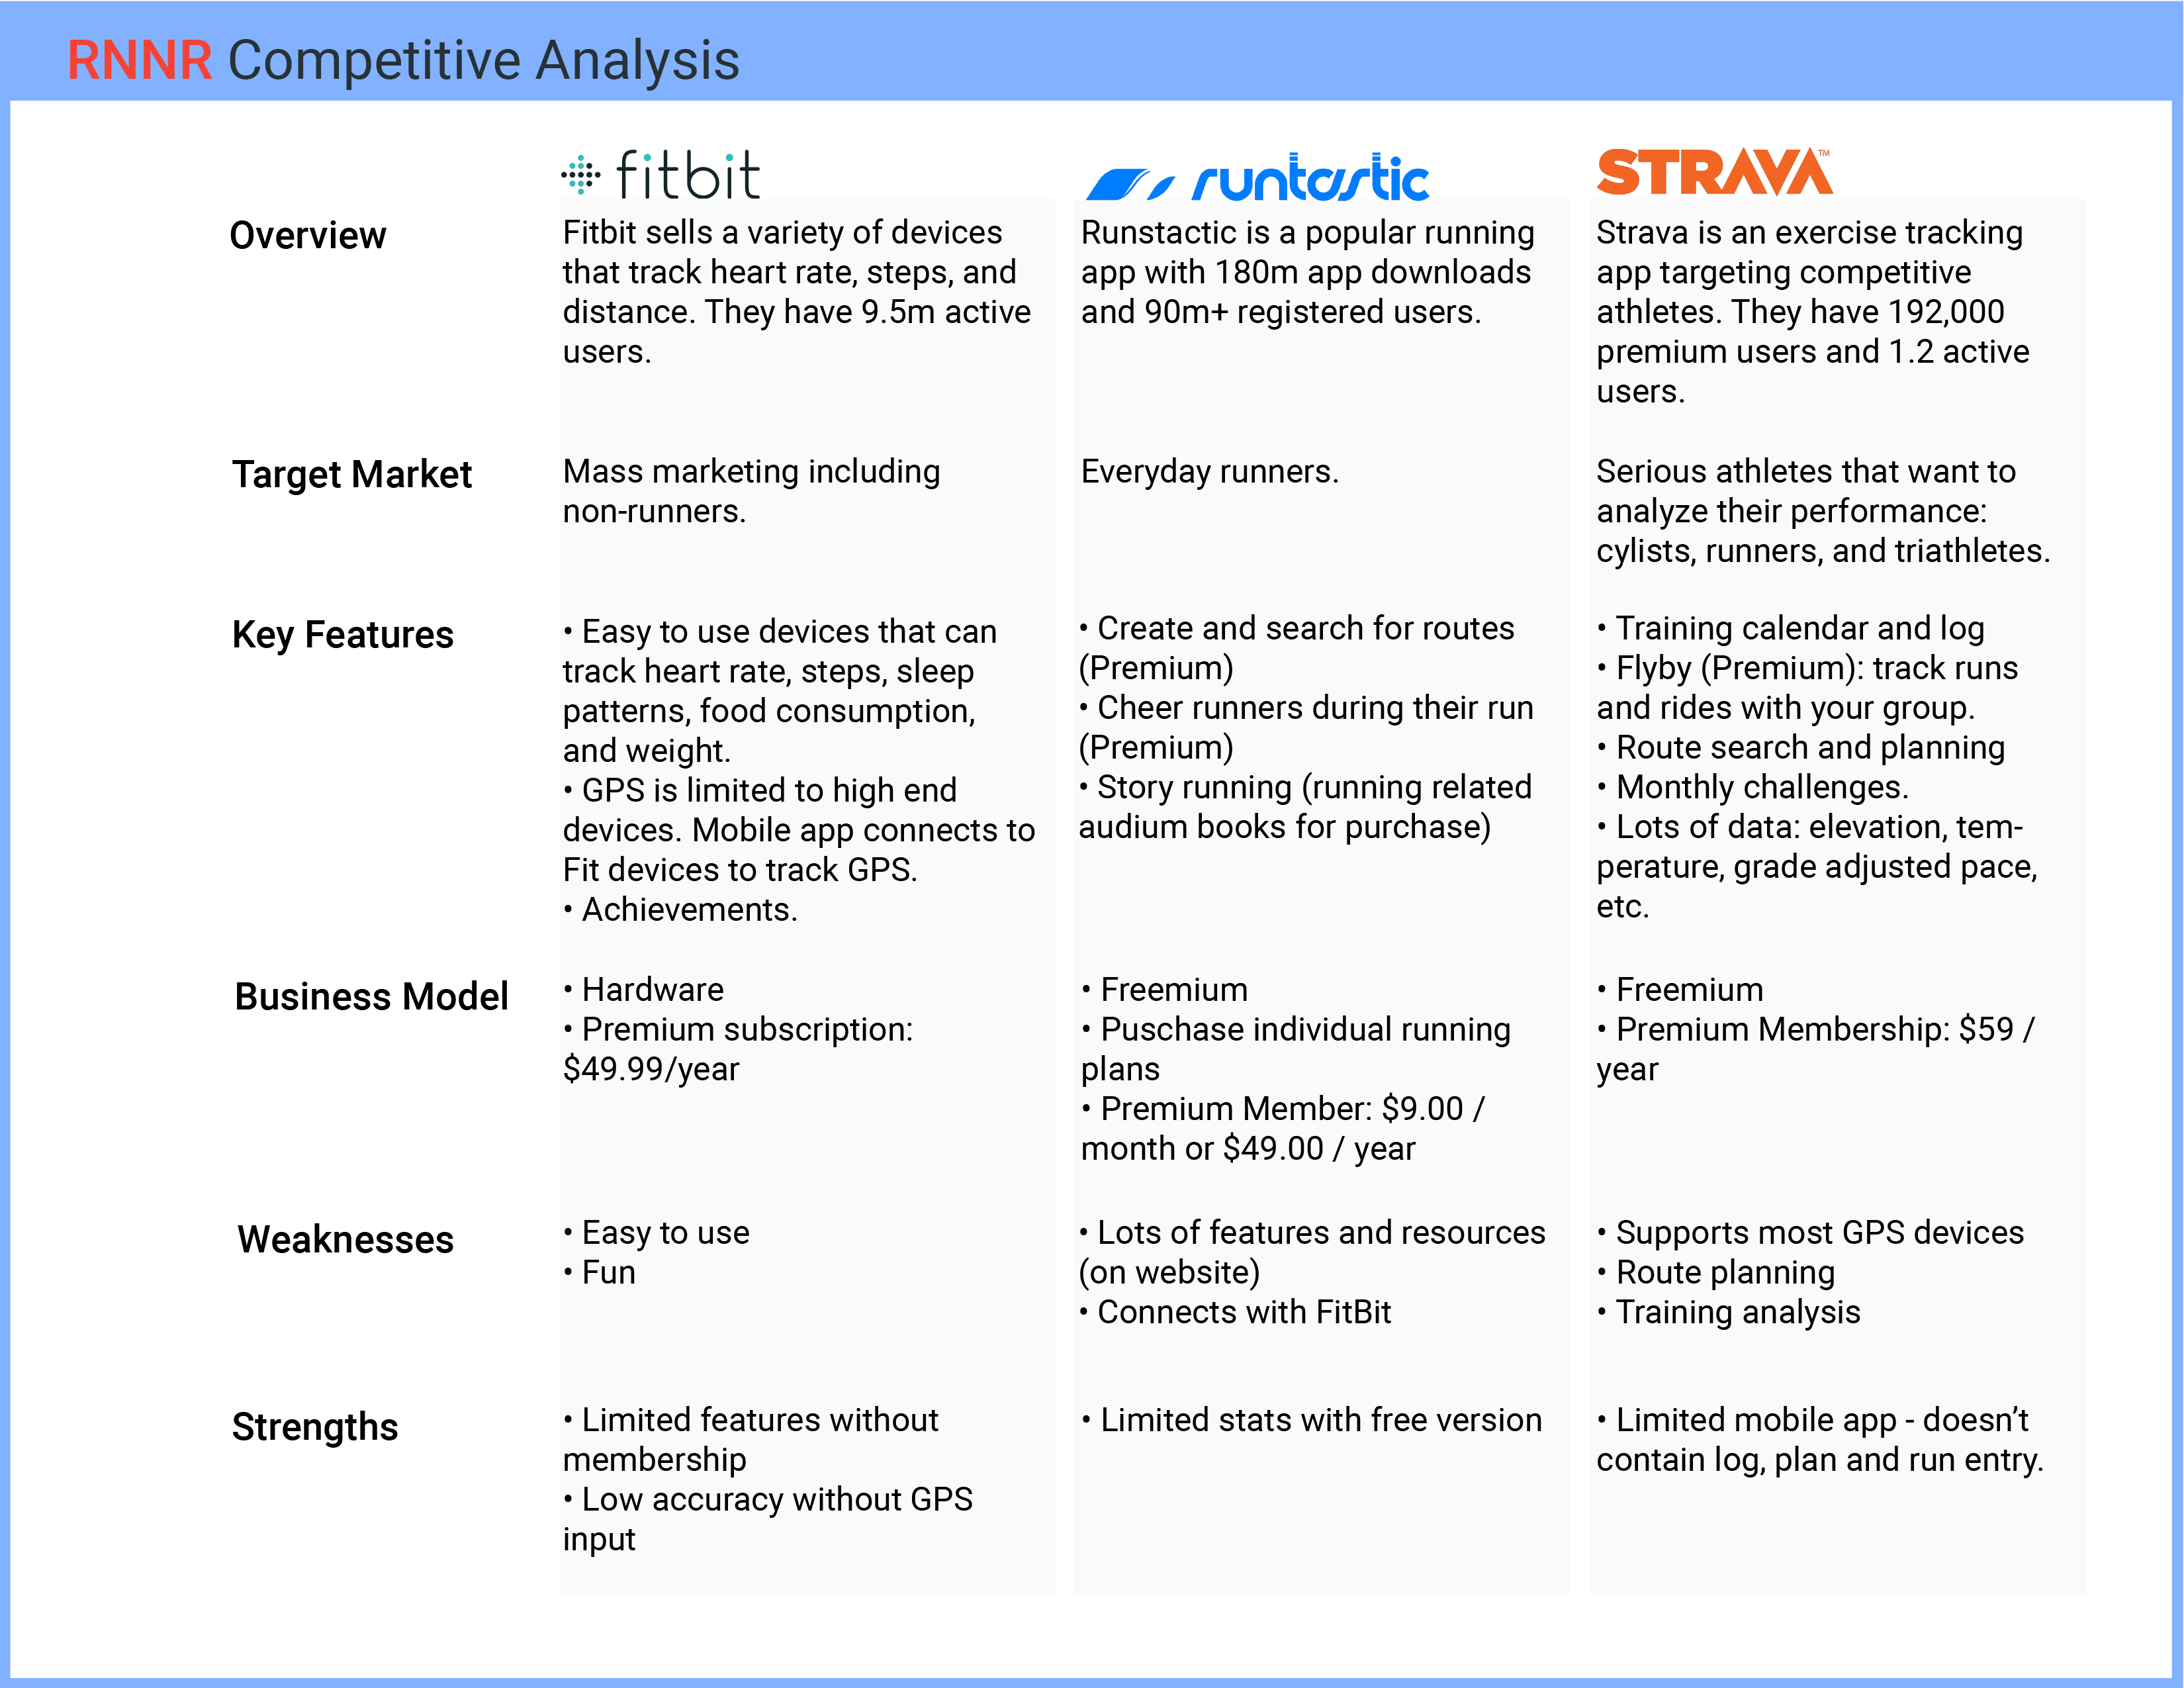 RNNR Competitive Analysis
fitbit
runtastic
STRAVA™
Overview
Fitbit sells a variety of devices
that track heart rate, steps, and
distance. They have 9.5m active
users.
Runstactic is a popular running
app with 180m app downloads
and 90m+ registered users.
Strava is an exercise tracking
app targeting competitive
athletes. They have 192,000
premium users and 1.2 active
users.
Target Market
Mass marketing including
non-runners.
Everyday runners.
Serious athletes that want to
analyze their performance:
cylists, runners, and triathletes.
Key Features
• Easy to use devices that can
track heart rate, steps, sleep
patterns, food consumption,
and weight.
• GPS is limited to high end
devices. Mobile app connects to
Fit devices to track GPS.
• Achievements.
• Create and search for routes
(Premium)
• Cheer runners during their run
(Premium)
• Story running (running related
audium books for purchase)
• Training calendar and log
• Flyby (Premium): track runs
and rides with your group.
• Route search and planning
• Monthly challenges.
• Lots of data: elevation, tem-
perature, grade adjusted pace,
etc.
Business Model
• Hardware
• Premium subscription:
$49.99/year
• Freemium
• Puschase individual running
plans
• Premium Member: $9.00 /
month or $49.00 / year
• Freemium
• Premium Membership: $59 /
year
Weaknesses
• Easy to use
• Fun
• Lots of features and resources
(on website)
• Connects with FitBit
• Supports most GPS devices
• Route planning
• Training analysis
Strengths
• Limited features without
membership
• Low accuracy without GPS
input
• Limited stats with free version
• Limited mobile app - doesn’t
contain log, plan and run entry.